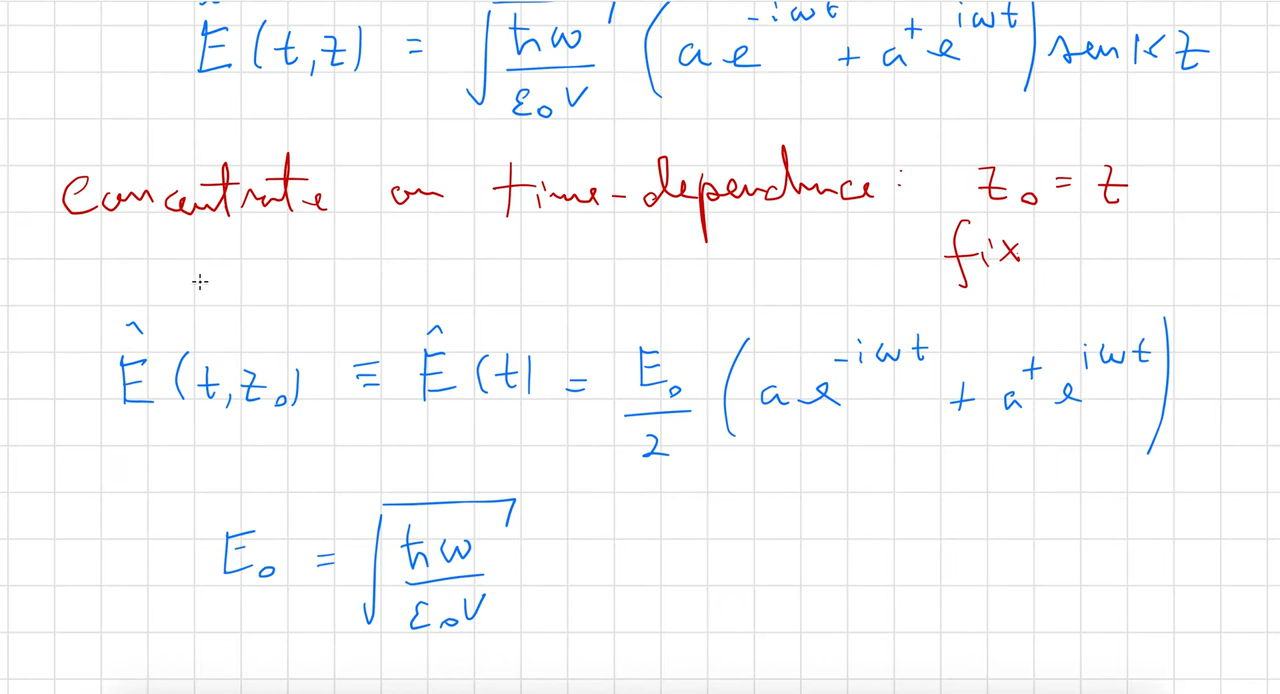 Ê(t,z) = √(ħω/ε₀V) (a e^{-iωt} + a⁺ e^{iωt}) sen K z
Concentrate on time-dependence: z₀ = z
fix
Ê(t,z₀) ≡ Ê(t) = E₀/2 (a e^{-iωt} + a⁺ e^{iωt})
E₀ = √(ħω/ε₀V)